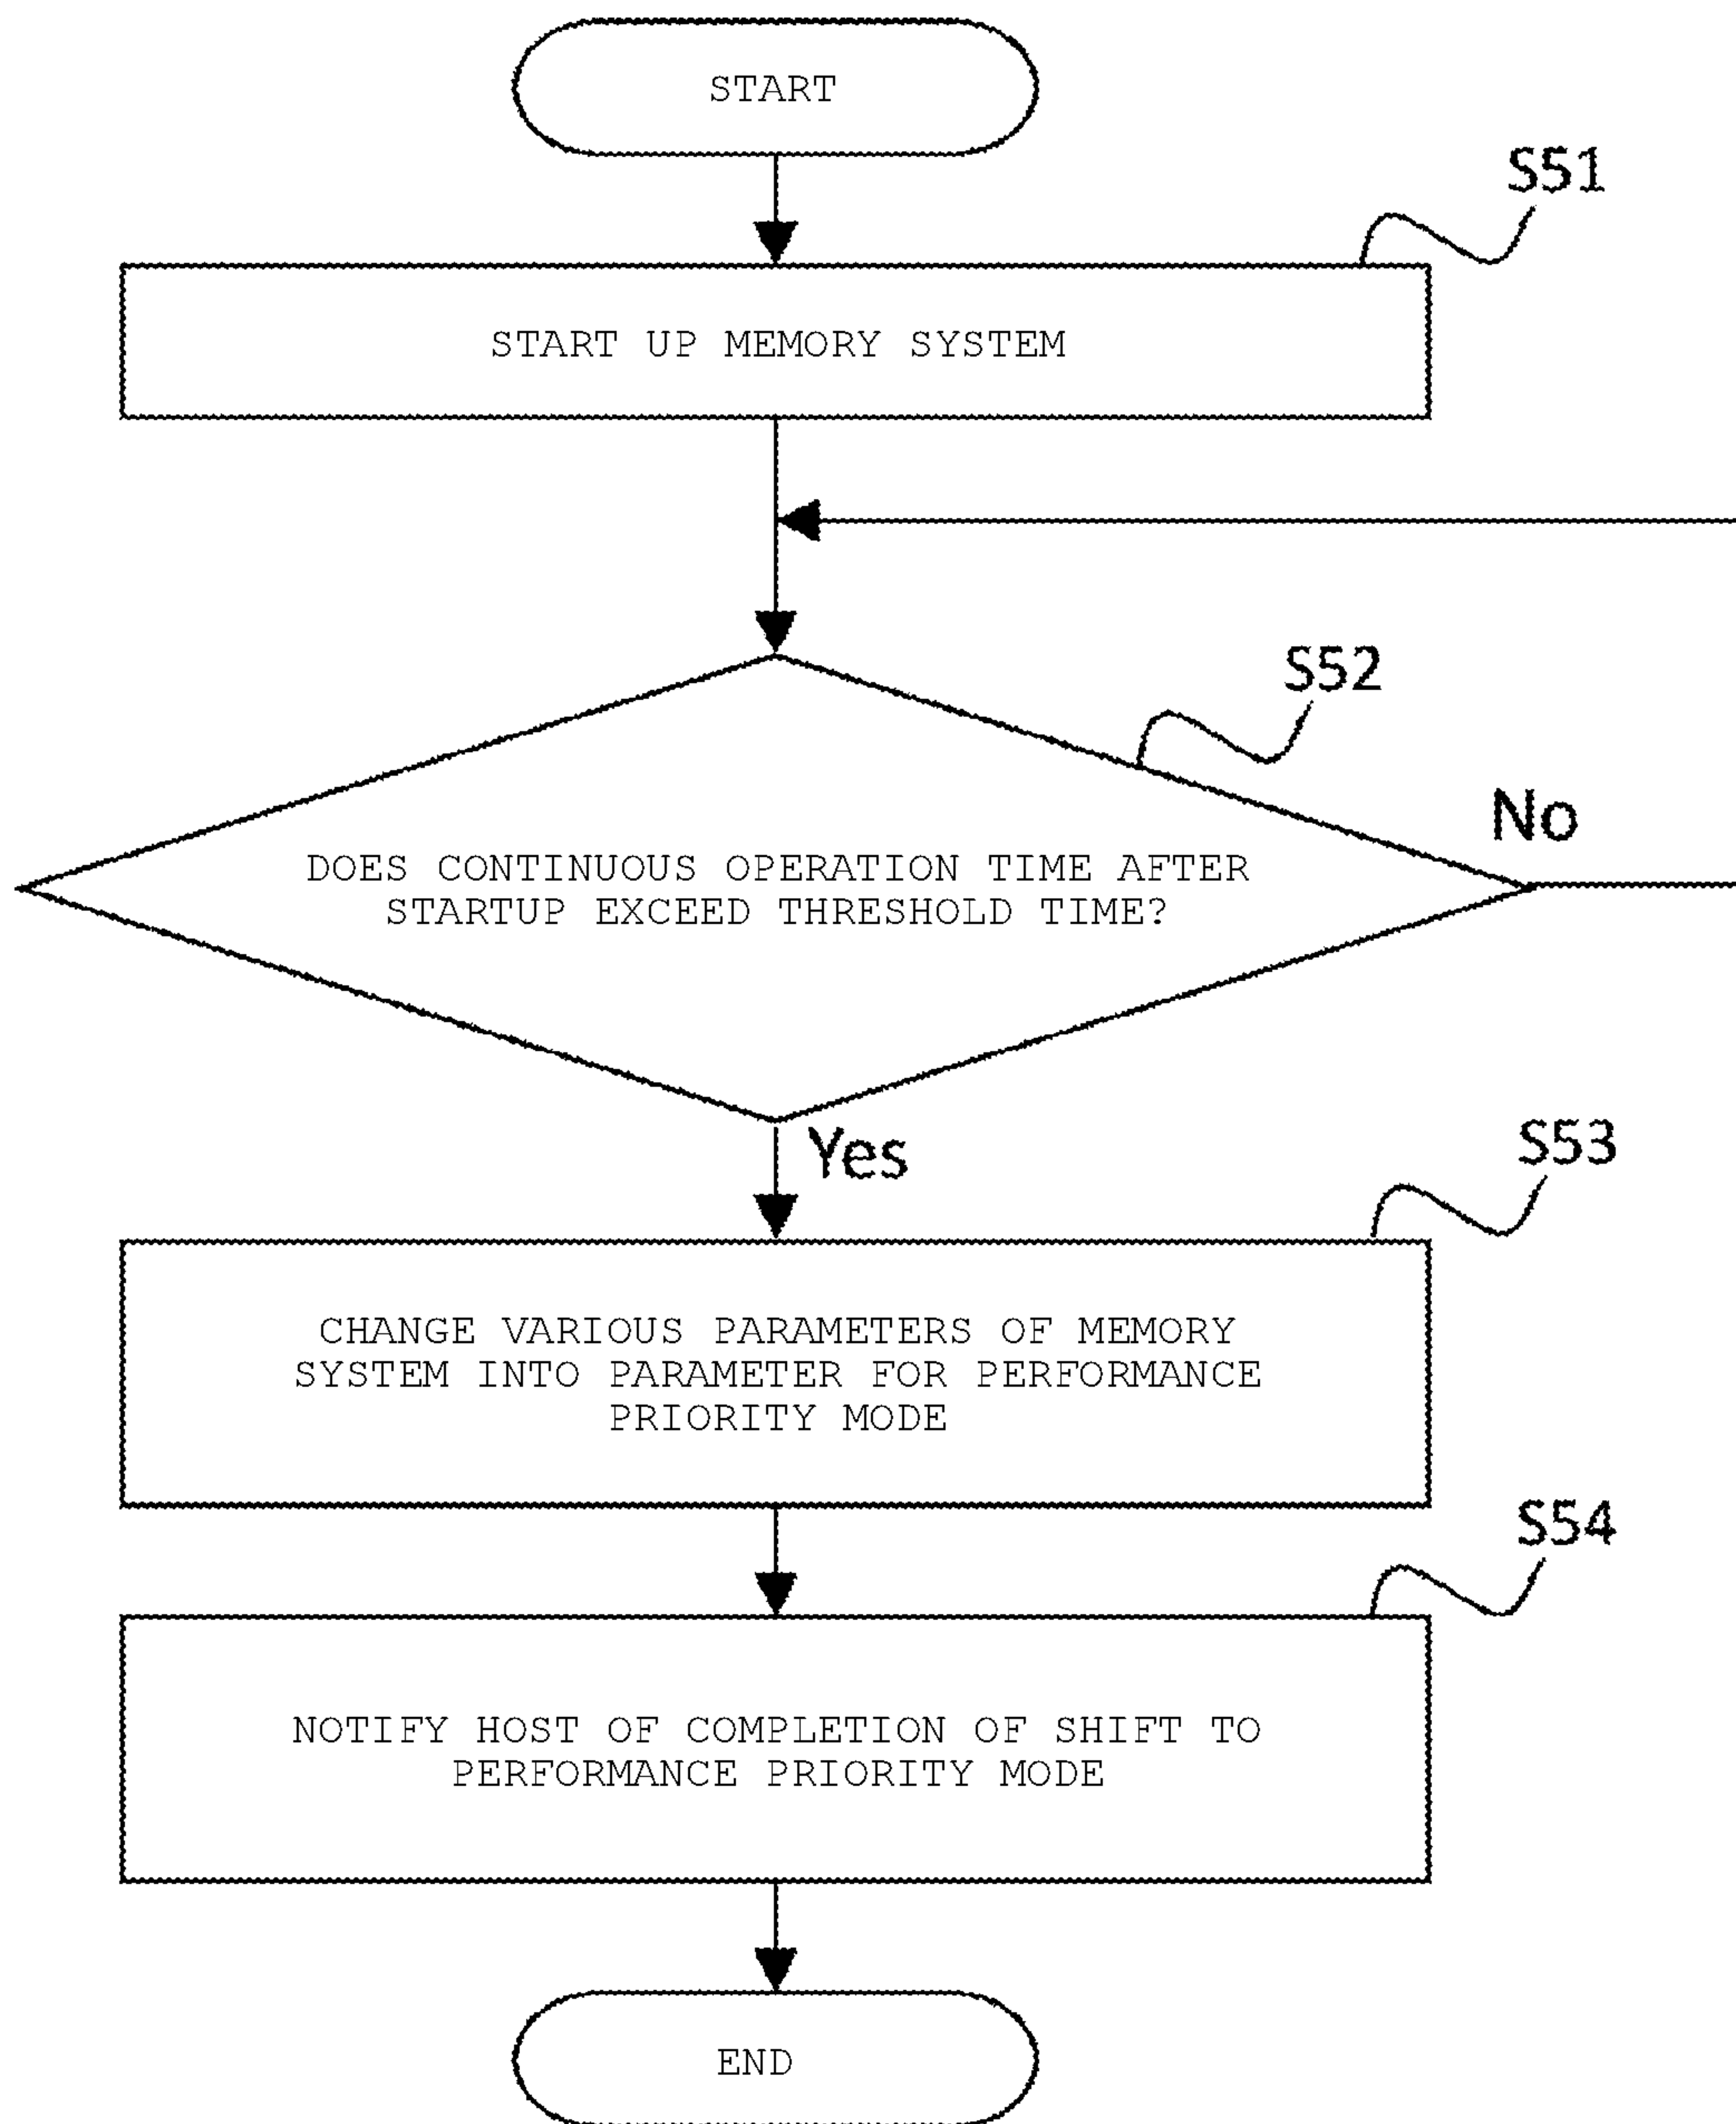 START
S51
START UP MEMORY SYSTEM
S52
No
DOES CONTINUOUS OPERATION TIME AFTER
STARTUP EXCEED THRESHOLD TIME?
Yes
S53
CHANGE VARIOUS PARAMETERS OF MEMORY
SYSTEM INTO PARAMETER FOR PERFORMANCE
PRIORITY MODE
S54
NOTIFY HOST OF COMPLETION OF SHIFT TO
PERFORMANCE PRIORITY MODE
END